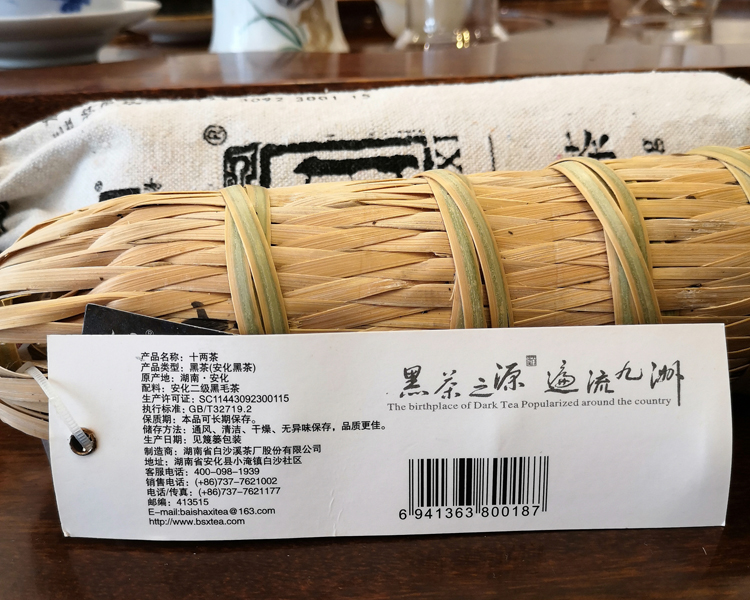 产品名称：十两茶
产品类型：黑茶(安化黑茶)
原产地：湖南·安化
配料：安化二级黑毛茶
生产许可证：SC11443092300115
执行标准：GB/T32719.2
保质期：本品可长期保存。
储存方法：通风、清洁、干燥、无异味保存，品质更佳。
生产日期：见篾篓包装
制造商：湖南省白沙溪茶厂股份有限公司
地址：湖南省安化县小淹镇白沙社区
客服电话：400-098-1939
销售电话：(+86)737-7621002
电话/传真：(+86)737-7621177
邮编：413515
E-mail:baishaxitea@163.com
http://www.bsxtea.com
黑茶之源 遍流九洲
The birthplace of Dark Tea Popularized around the country
6 941363 800187